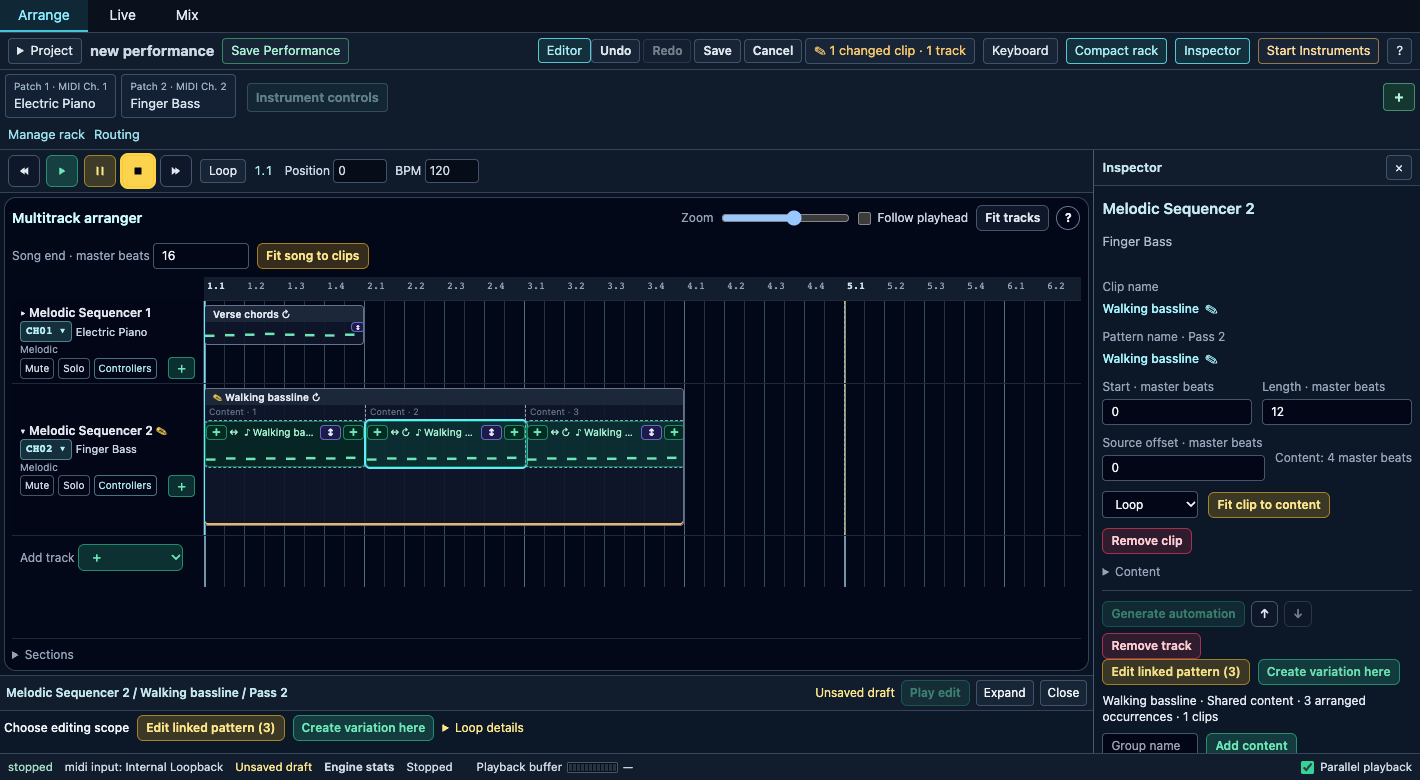 Arrange Live Mix
Project new performance Save Performance Editor Undo Redo Save Cancel 1 changed clip · 1 track Keyboard Compact rack Inspector Start Instruments ?
Patch 1 · MIDI Ch. 1 Patch 2 · MIDI Ch. 2
Electric Piano Finger Bass Instrument controls +
Manage rack Routing
Loop 1.1 Position 0 BPM 120
Multitrack arranger Zoom Follow playhead Fit tracks ?
Song end · master beats 16 Fit song to clips
1.1 1.2 1.3 1.4 2.1 2.2 2.3 2.4 3.1 3.2 3.3 3.4 4.1 4.2 4.3 4.4 5.1 5.2 5.3 5.4 6.1 6.2
Melodic Sequencer 1 Verse chords
CH01 Electric Piano
Melodic
Mute Solo Controllers +
Walking bassline
Content · 1 Content · 2 Content · 3
Melodic Sequencer 2 + Walking ba... + + Walking ... + + Walking ... +
CH02 Finger Bass
Melodic
Mute Solo Controllers +
Add track +
Sections
Inspector ×
Melodic Sequencer 2
Finger Bass
Clip name
Walking bassline
Pattern name · Pass 2
Walking bassline
Start · master beats Length · master beats
0 12
Source offset · master beats
0 Content: 4 master beats
Loop Fit clip to content
Remove clip
Content
Generate automation ↑ ↓
Remove track
Edit linked pattern (3) Create variation here
Walking bassline · Shared content · 3 arranged
occurrences · 1 clips
Group name Add content
Melodic Sequencer 2 / Walking bassline / Pass 2 Unsaved draft Play edit Expand Close
Choose editing scope Edit linked pattern (3) Create variation here Loop details
stopped midi input: Internal Loopback Unsaved draft Engine stats Stopped Playback buffer — Parallel playback